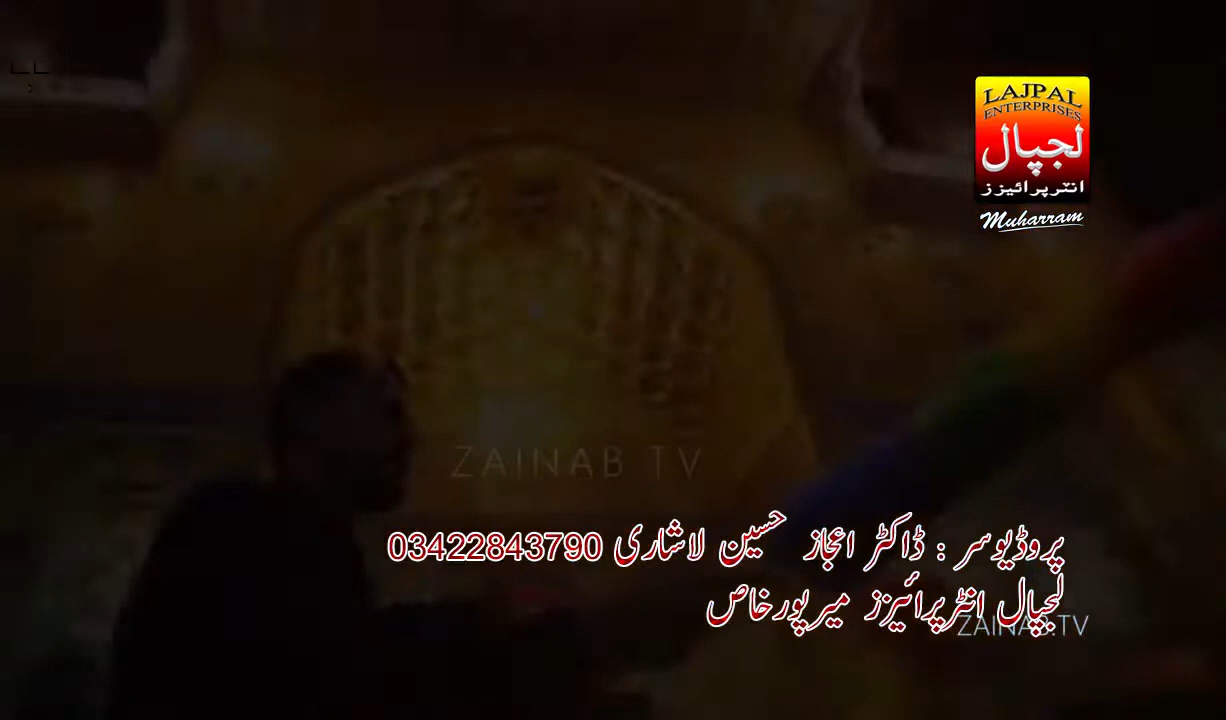 LAJPAL
ENTERPRISES
لجپال
انٹرپرائیزز
Muharram
ZAINAB TV
پروڈیوسر : ڈاکٹر اعجاز حسین لاشاری 03422843790
لجپال انٹرپرائیزز میرپورخاص
ZAINAB.TV